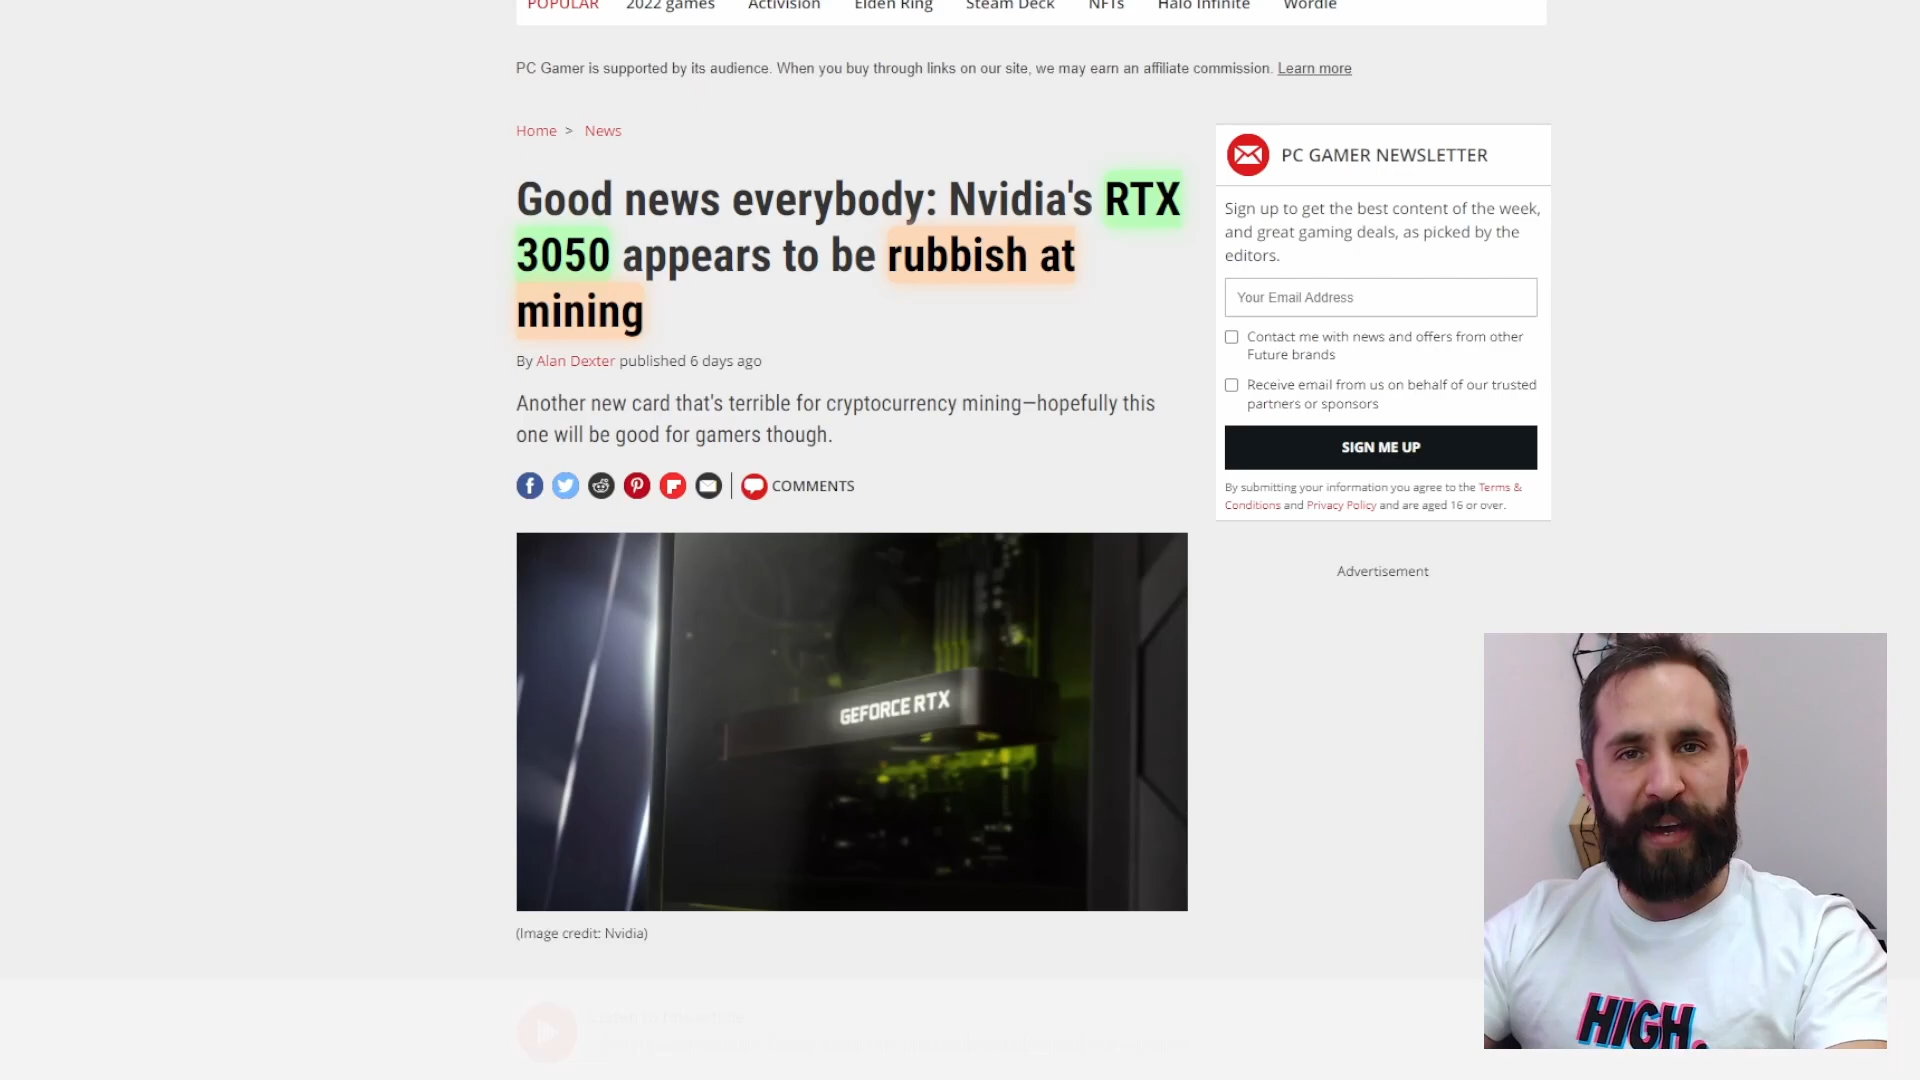 POPULAR 2022 games Activision Elden Ring Steam Deck NFTs Halo Infinite Wordle
PC Gamer is supported by its audience. When you buy through links on our site, we may earn an affiliate commission. Learn more
Home > News
Good news everybody: Nvidia's RTX
3050 appears to be rubbish at
mining
By Alan Dexter published 6 days ago
Another new card that's terrible for cryptocurrency mining—hopefully this
one will be good for gamers though.
COMMENTS
GEFORCE RTX
(Image credit: Nvidia)
PC GAMER NEWSLETTER
Sign up to get the best content of the week,
and great gaming deals, as picked by the
editors.
Your Email Address
Contact me with news and offers from other
Future brands
Receive email from us on behalf of our trusted
partners or sponsors
SIGN ME UP
By submitting your information you agree to the Terms &
Conditions and Privacy Policy and are aged 16 or over.
Advertisement
HIGH.